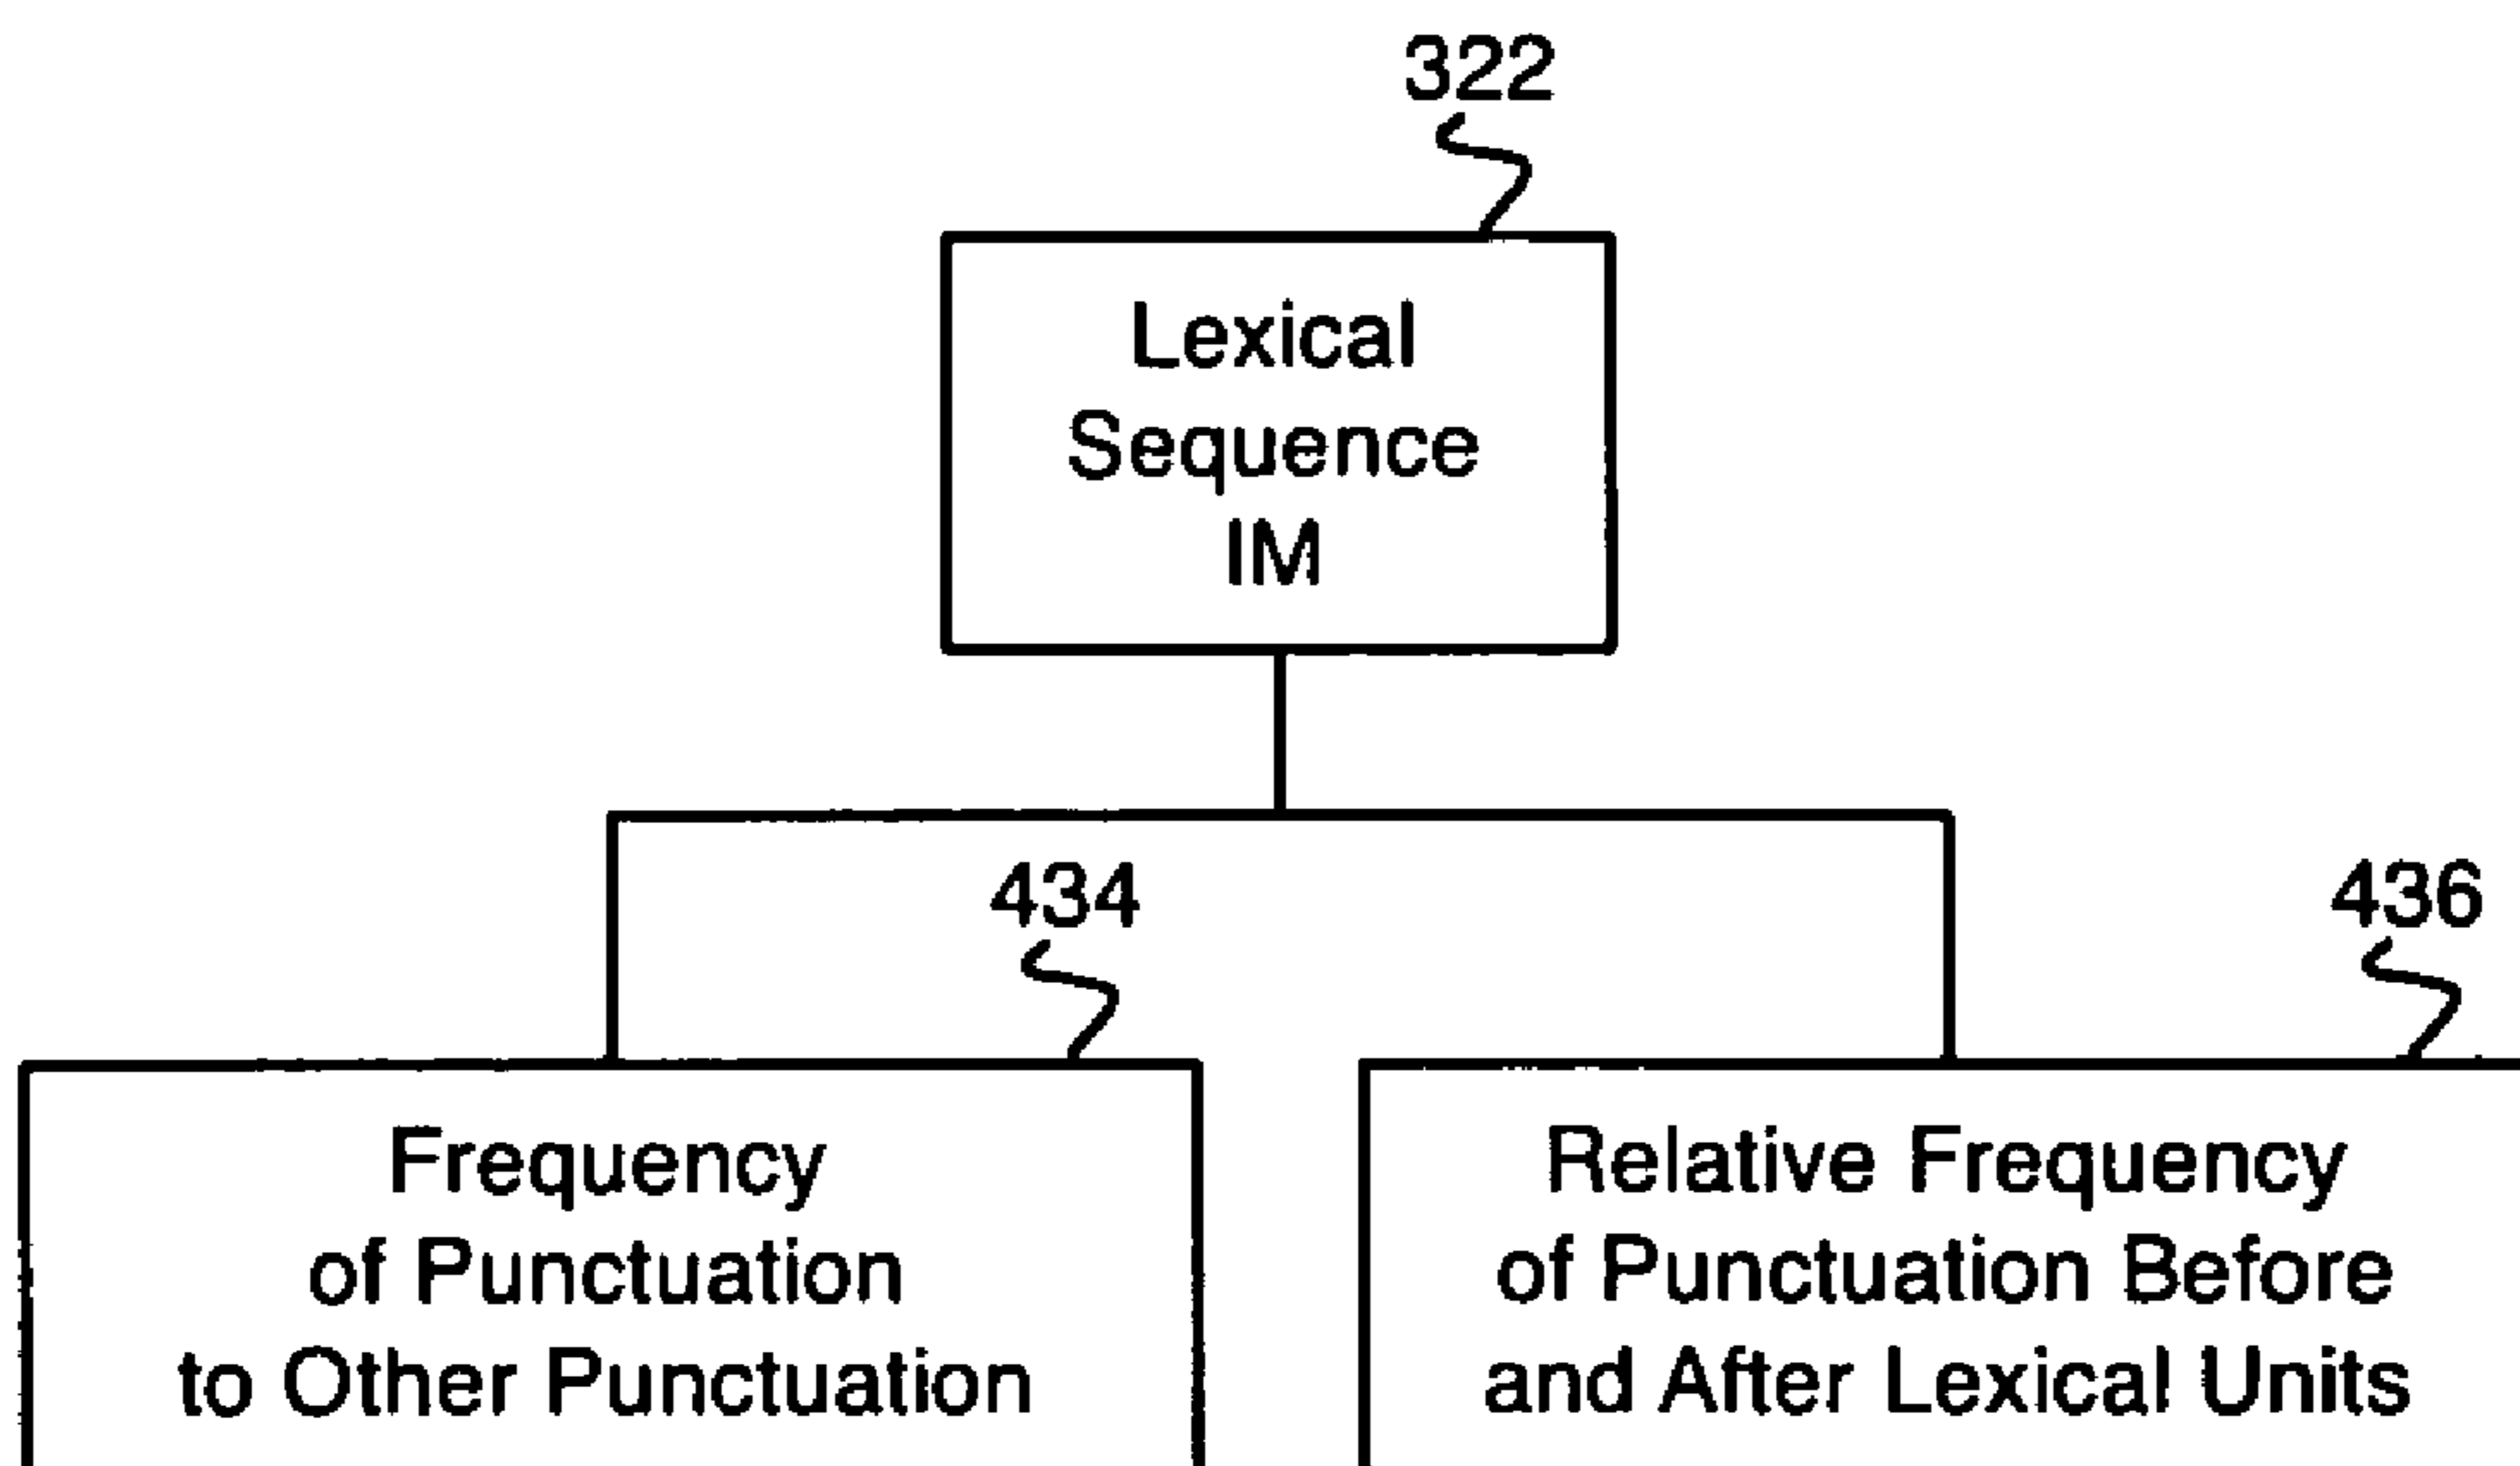 322
Lexical
Sequence
IM
434
436
Frequency
of Punctuation
to Other Punctuation
Relative Frequency
of Punctuation Before
and After Lexical Units